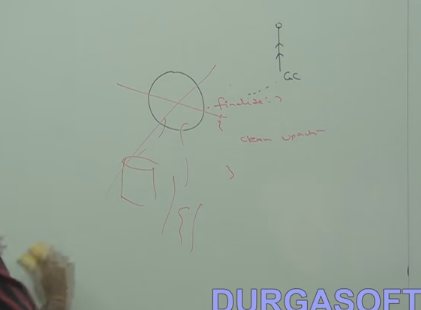 GC
finalize()
{
clean up
}
DURGASOFT